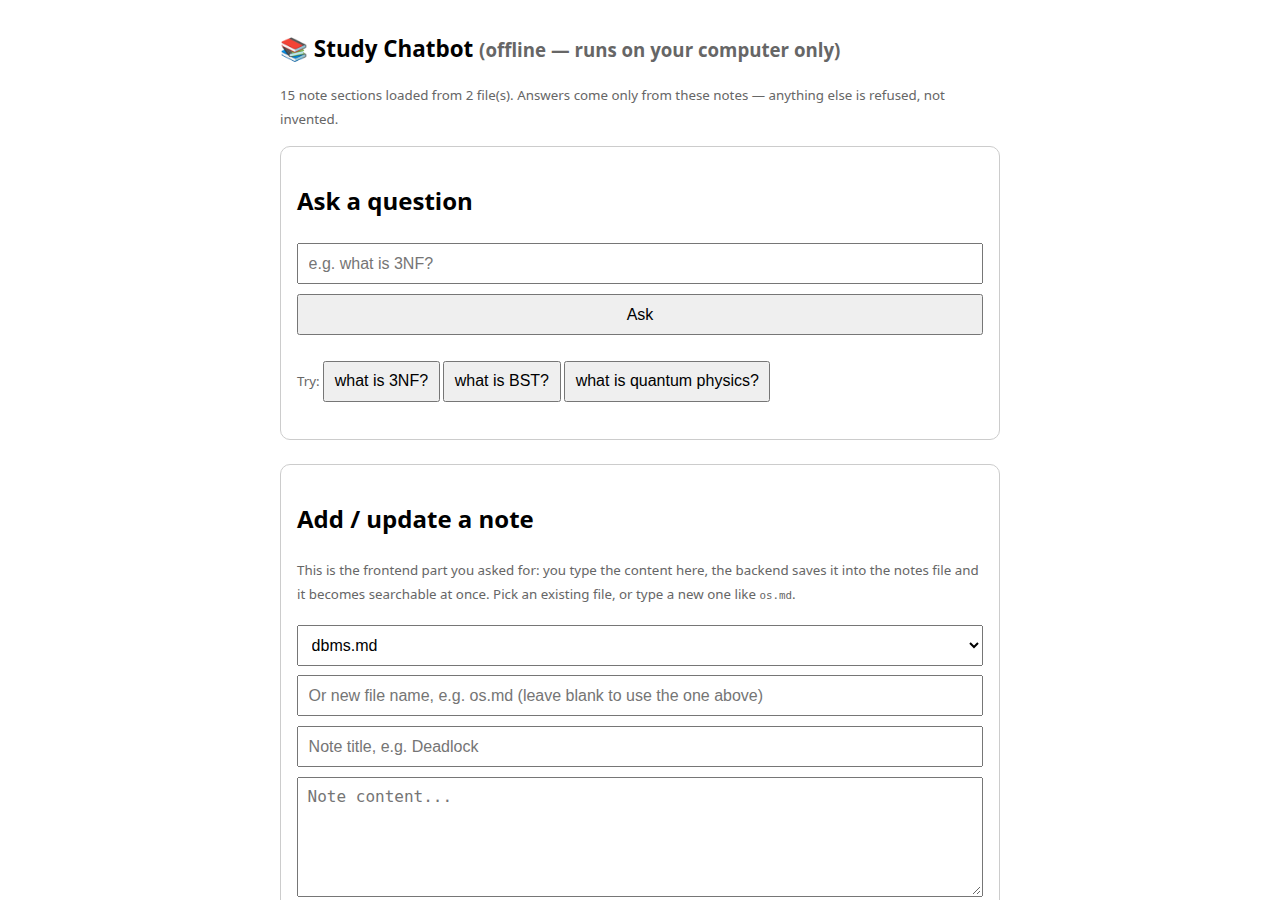 📚 Study Chatbot (offline — runs on your computer only)
15 note sections loaded from 2 file(s). Answers come only from these notes — anything else is refused, not
invented.
Ask a question
e.g. what is 3NF?
Ask
Try: what is 3NF? what is BST? what is quantum physics?
Add / update a note
This is the frontend part you asked for: you type the content here, the backend saves it into the notes file and
it becomes searchable at once. Pick an existing file, or type a new one like os.md.
dbms.md
Or new file name, e.g. os.md (leave blank to use the one above)
Note title, e.g. Deadlock
Note content...